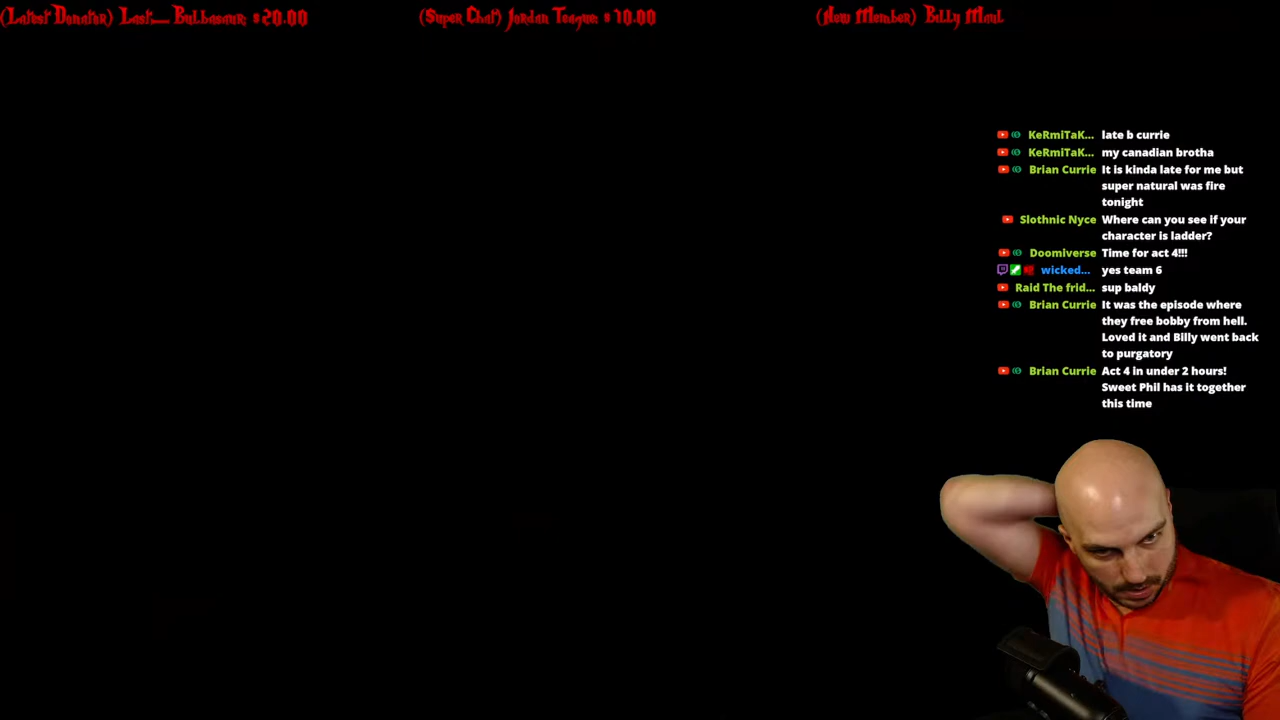 (Latest Donator) Last__ Bulbasaur: $20.00
(Super Chat) Jordan Teague: $10.00
(New Member) Billy Maul
KeRmiTaK... late b currie
KeRmiTaK... my canadian brotha
Brian Currie It is kinda late for me but
super natural was fire
tonight
Slothnic Nyce Where can you see if your
character is ladder?
Doomiverse Time for act 4!!!
wicked... yes team 6
Raid The frid... sup baldy
Brian Currie It was the episode where
they free bobby from hell.
Loved it and Billy went back
to purgatory
Brian Currie Act 4 in under 2 hours!
Sweet Phil has it together
this time